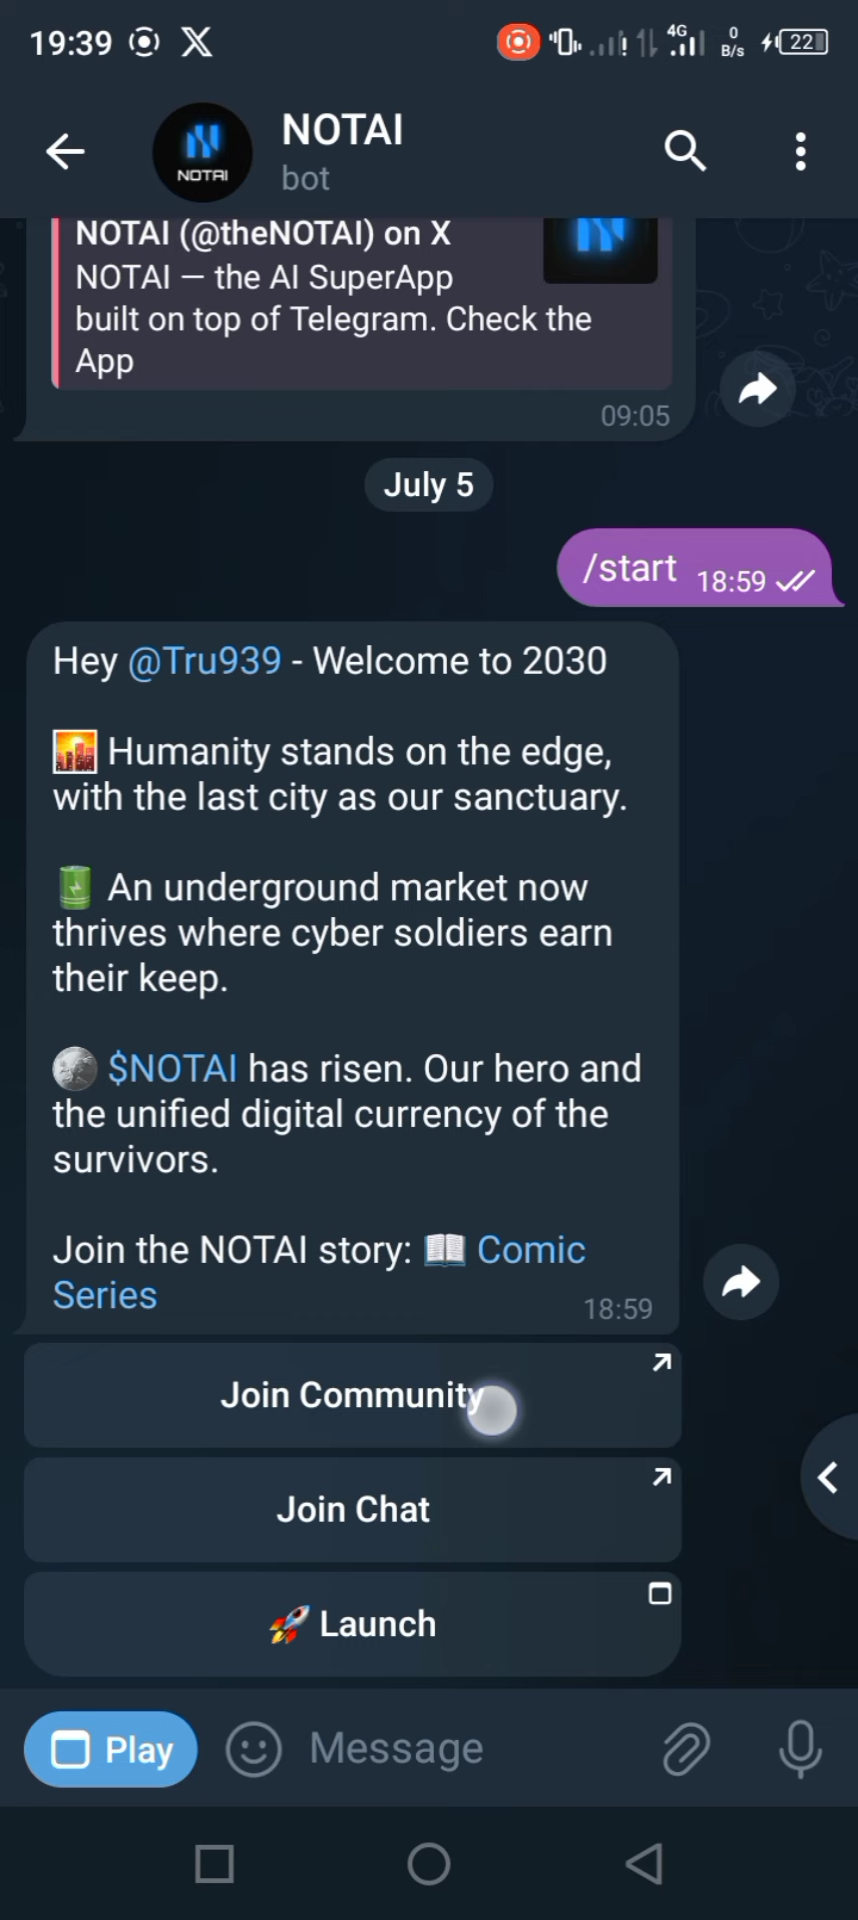 19:39
4G
0
B/s
22
NOTAI
NOTAI
bot
NOTAI (@theNOTAI) on X
NOTAI — the AI SuperApp
built on top of Telegram. Check the
App
09:05
July 5
/start 18:59
Hey @Tru939 - Welcome to 2030
Humanity stands on the edge,
with the last city as our sanctuary.
An underground market now
thrives where cyber soldiers earn
their keep.
$NOTAI has risen. Our hero and
the unified digital currency of the
survivors.
Join the NOTAI story: 📖 Comic
Series
18:59
Join Community
Join Chat
🚀 Launch
Play
Message